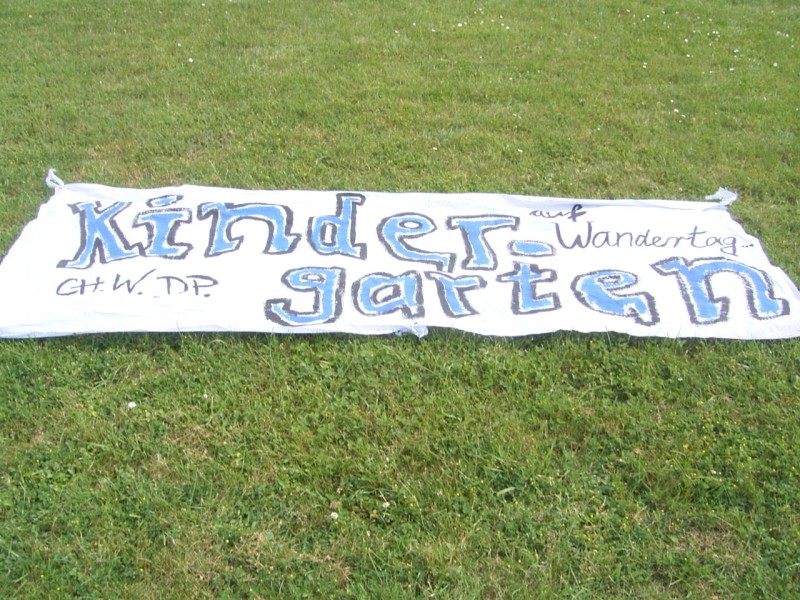 Kinder-
auf
Wandertag...
CH.W. DP.
garten